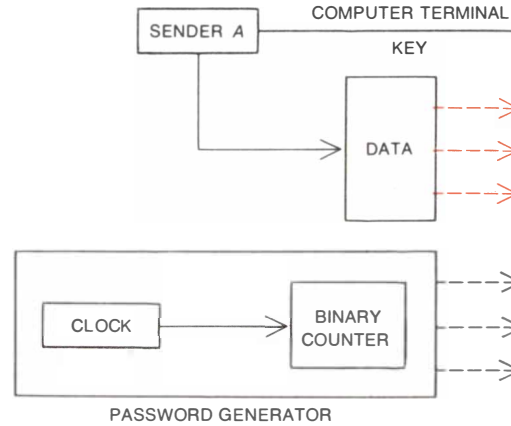 COMPUTER TERMINAL
SENDER A
KEY
DATA
CLOCK
BINARY
COUNTER
PASSWORD GENERATOR